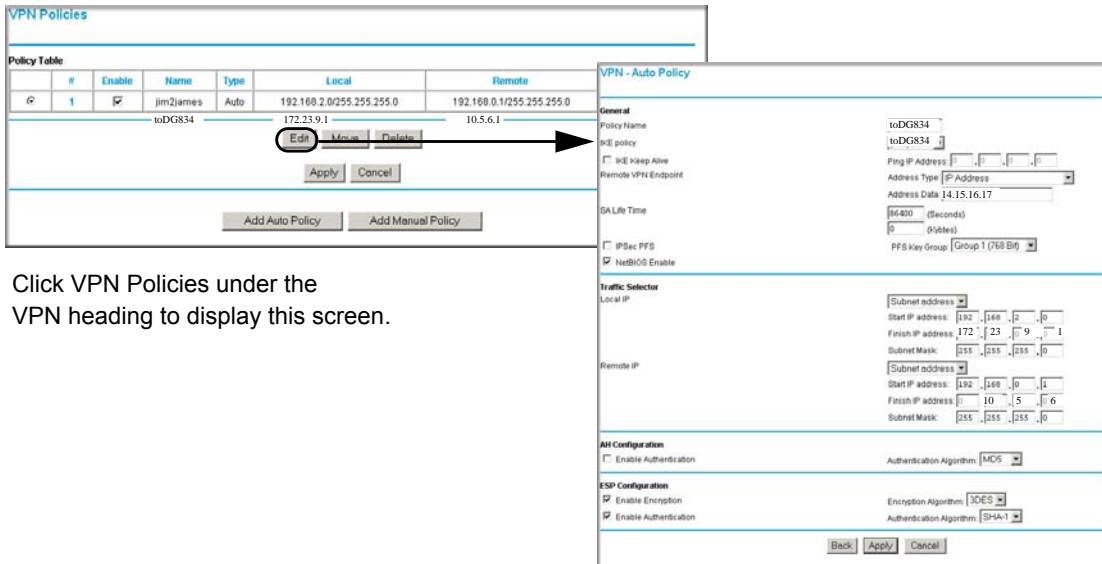 VPN Policies
Policy Table
# Enable Name Type Local Remote
1 jim2james Auto 192.168.2.0/255.255.255.0 192.168.0.1/255.255.255.0
toDG834 172.23.9.1 10.5.6.1
Edit Move Delete
Apply Cancel
Add Auto Policy Add Manual Policy
Click VPN Policies under the
VPN heading to display this screen.
VPN - Auto Policy
General
Policy Name toDG834
IKE policy toDG834
IKE Keep Alive Ping IP Address: 0 . 0 . 0 . 0
Remote VPN Endpoint Address Type: IP Address
Address Data: 14.15.16.17
SA Life Time 86400 (Seconds)
0 (Kbytes)
IPSec PFS PFS Key Group: Group 1 (768 Bit)
NetBIOS Enable
Traffic Selector
Local IP Subnet address
Start IP address: 192 . 168 . 2 . 0
Finish IP address: 172 . 23 . 9 . 1
Subnet Mask: 255 . 255 . 255 . 0
Remote IP Subnet address
Start IP address: 192 . 168 . 0 . 1
Finish IP address: 10 . 5 . 6
Subnet Mask: 255 . 255 . 255 . 0
AH Configuration
Enable Authentication Authentication Algorithm: MD5
ESP Configuration
Enable Encryption Encryption Algorithm: 3DES
Enable Authentication Authentication Algorithm: SHA-1
Back Apply Cancel